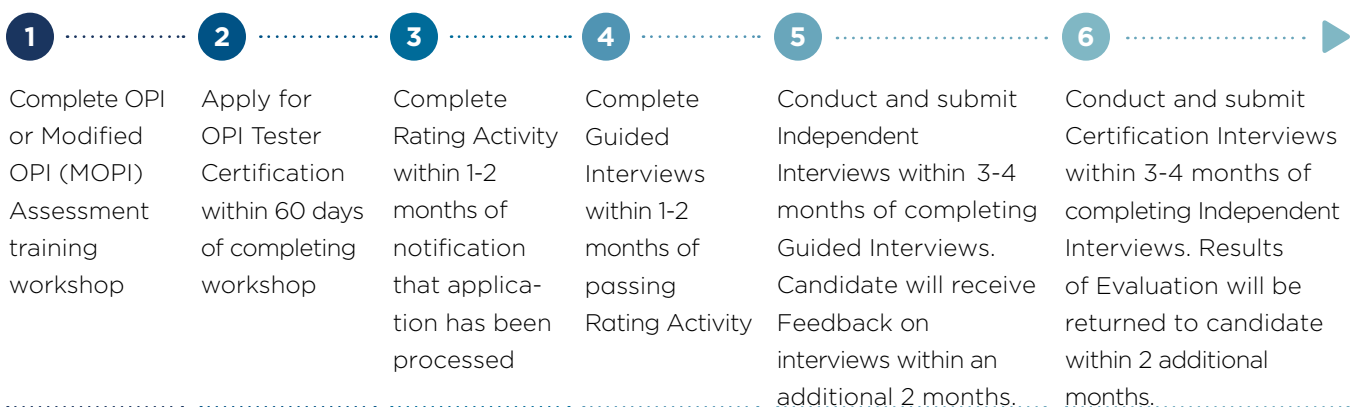 1
Complete OPI
or Modified
OPI (MOPI)
Assessment
training
workshop
2
Apply for
OPI Tester
Certification
within 60 days
of completing
workshop
3
Complete
Rating Activity
within 1-2
months of
notification
that applica-
tion has been
processed
4
Complete
Guided
Interviews
within 1-2
months of
passing
Rating Activity
5
Conduct and submit
Independent
Interviews within 3-4
months of completing
Guided Interviews.
Candidate will receive
Feedback on
interviews within an
additional 2 months.
6
Conduct and submit
Certification Interviews
within 3-4 months of
completing Independent
Interviews. Results
of Evaluation will be
returned to candidate
within 2 additional
months.